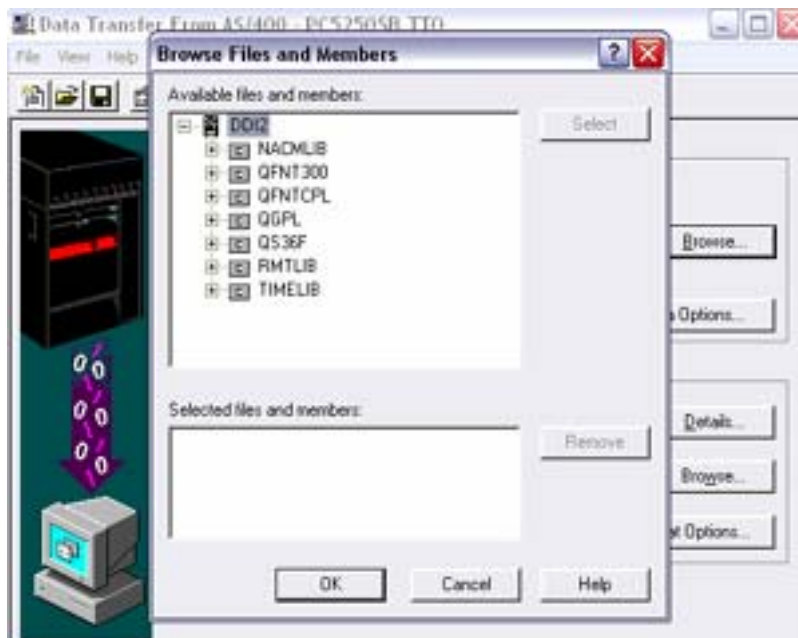 Data Transfer From AS/400 - PC5250SB TTO
File View Help
Browse Files and Members
Available files and members:
Select
DDI2
NACMLIB
QFNT300
QFNTCPL
QGPL
QS36F
RMTLIB
TIMELIB
Browse...
Options...
Selected files and members:
Remove
Details...
Browse...
Options...
OK Cancel Help